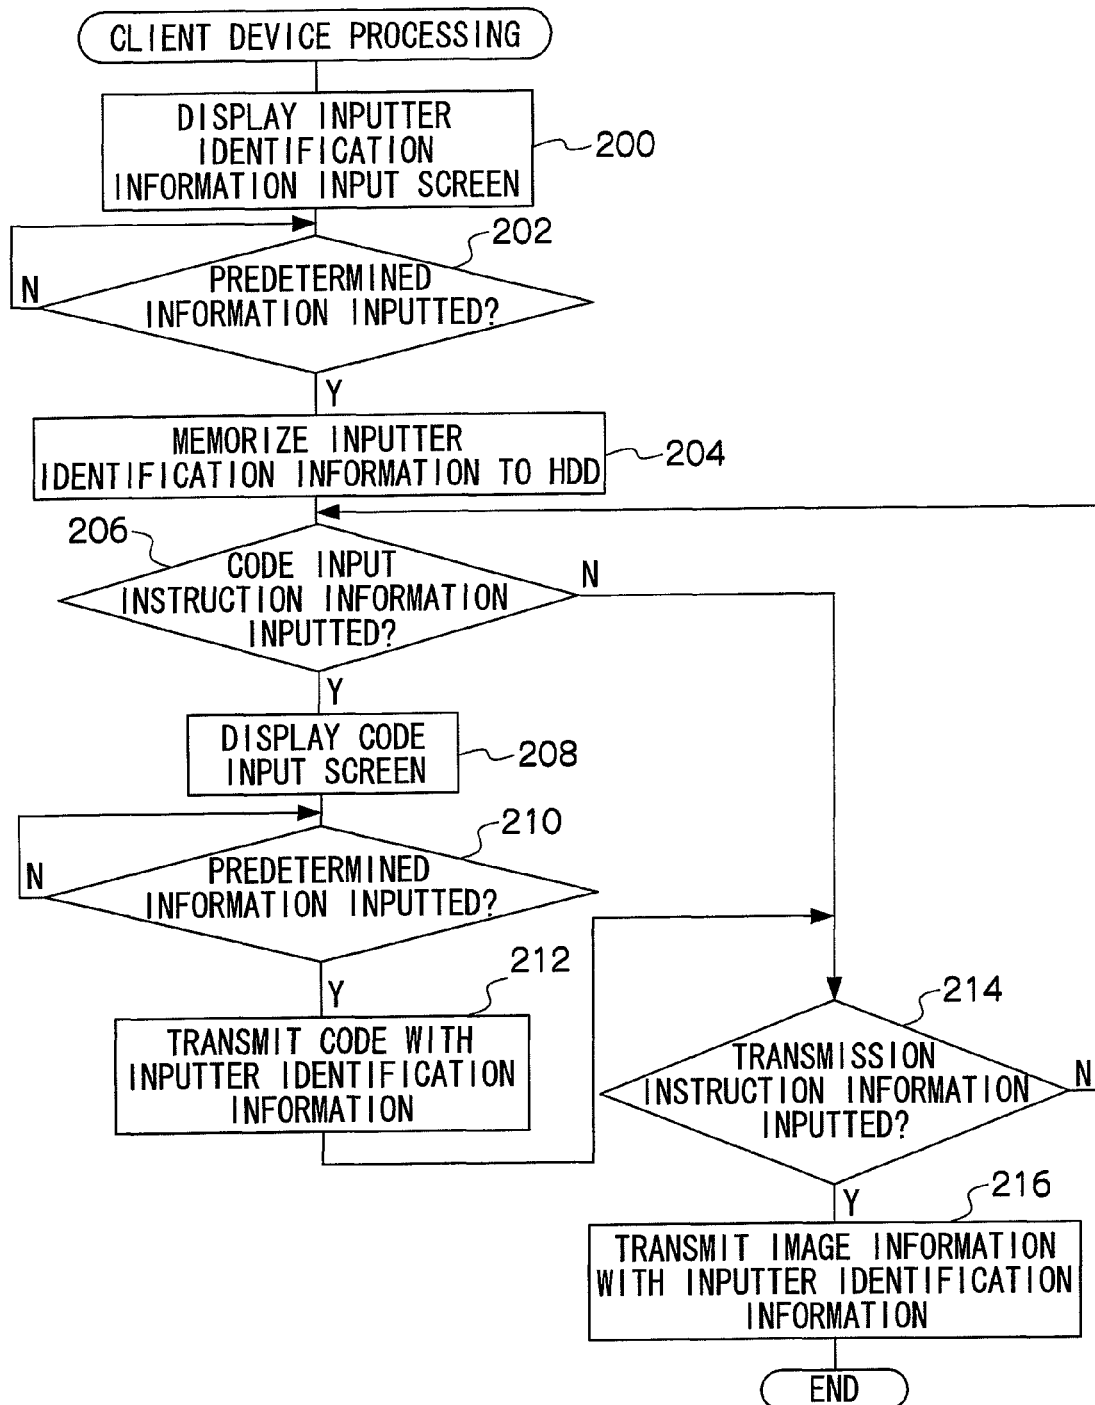 CLIENT DEVICE PROCESSING
DISPLAY INPUTTER
IDENTIFICATION
INFORMATION INPUT SCREEN
200
202
PREDETERMINED
INFORMATION INPUTTED?
N
Y
MEMORIZE INPUTTER
IDENTIFICATION INFORMATION TO HDD
204
206
CODE INPUT
INSTRUCTION INFORMATION
INPUTTED?
N
Y
DISPLAY CODE
INPUT SCREEN
208
210
PREDETERMINED
INFORMATION INPUTTED?
N
Y
212
TRANSMIT CODE WITH
INPUTTER IDENTIFICATION
INFORMATION
214
TRANSMISSION
INSTRUCTION INFORMATION
INPUTTED?
N
Y
216
TRANSMIT IMAGE INFORMATION
WITH INPUTTER IDENTIFICATION
INFORMATION
END